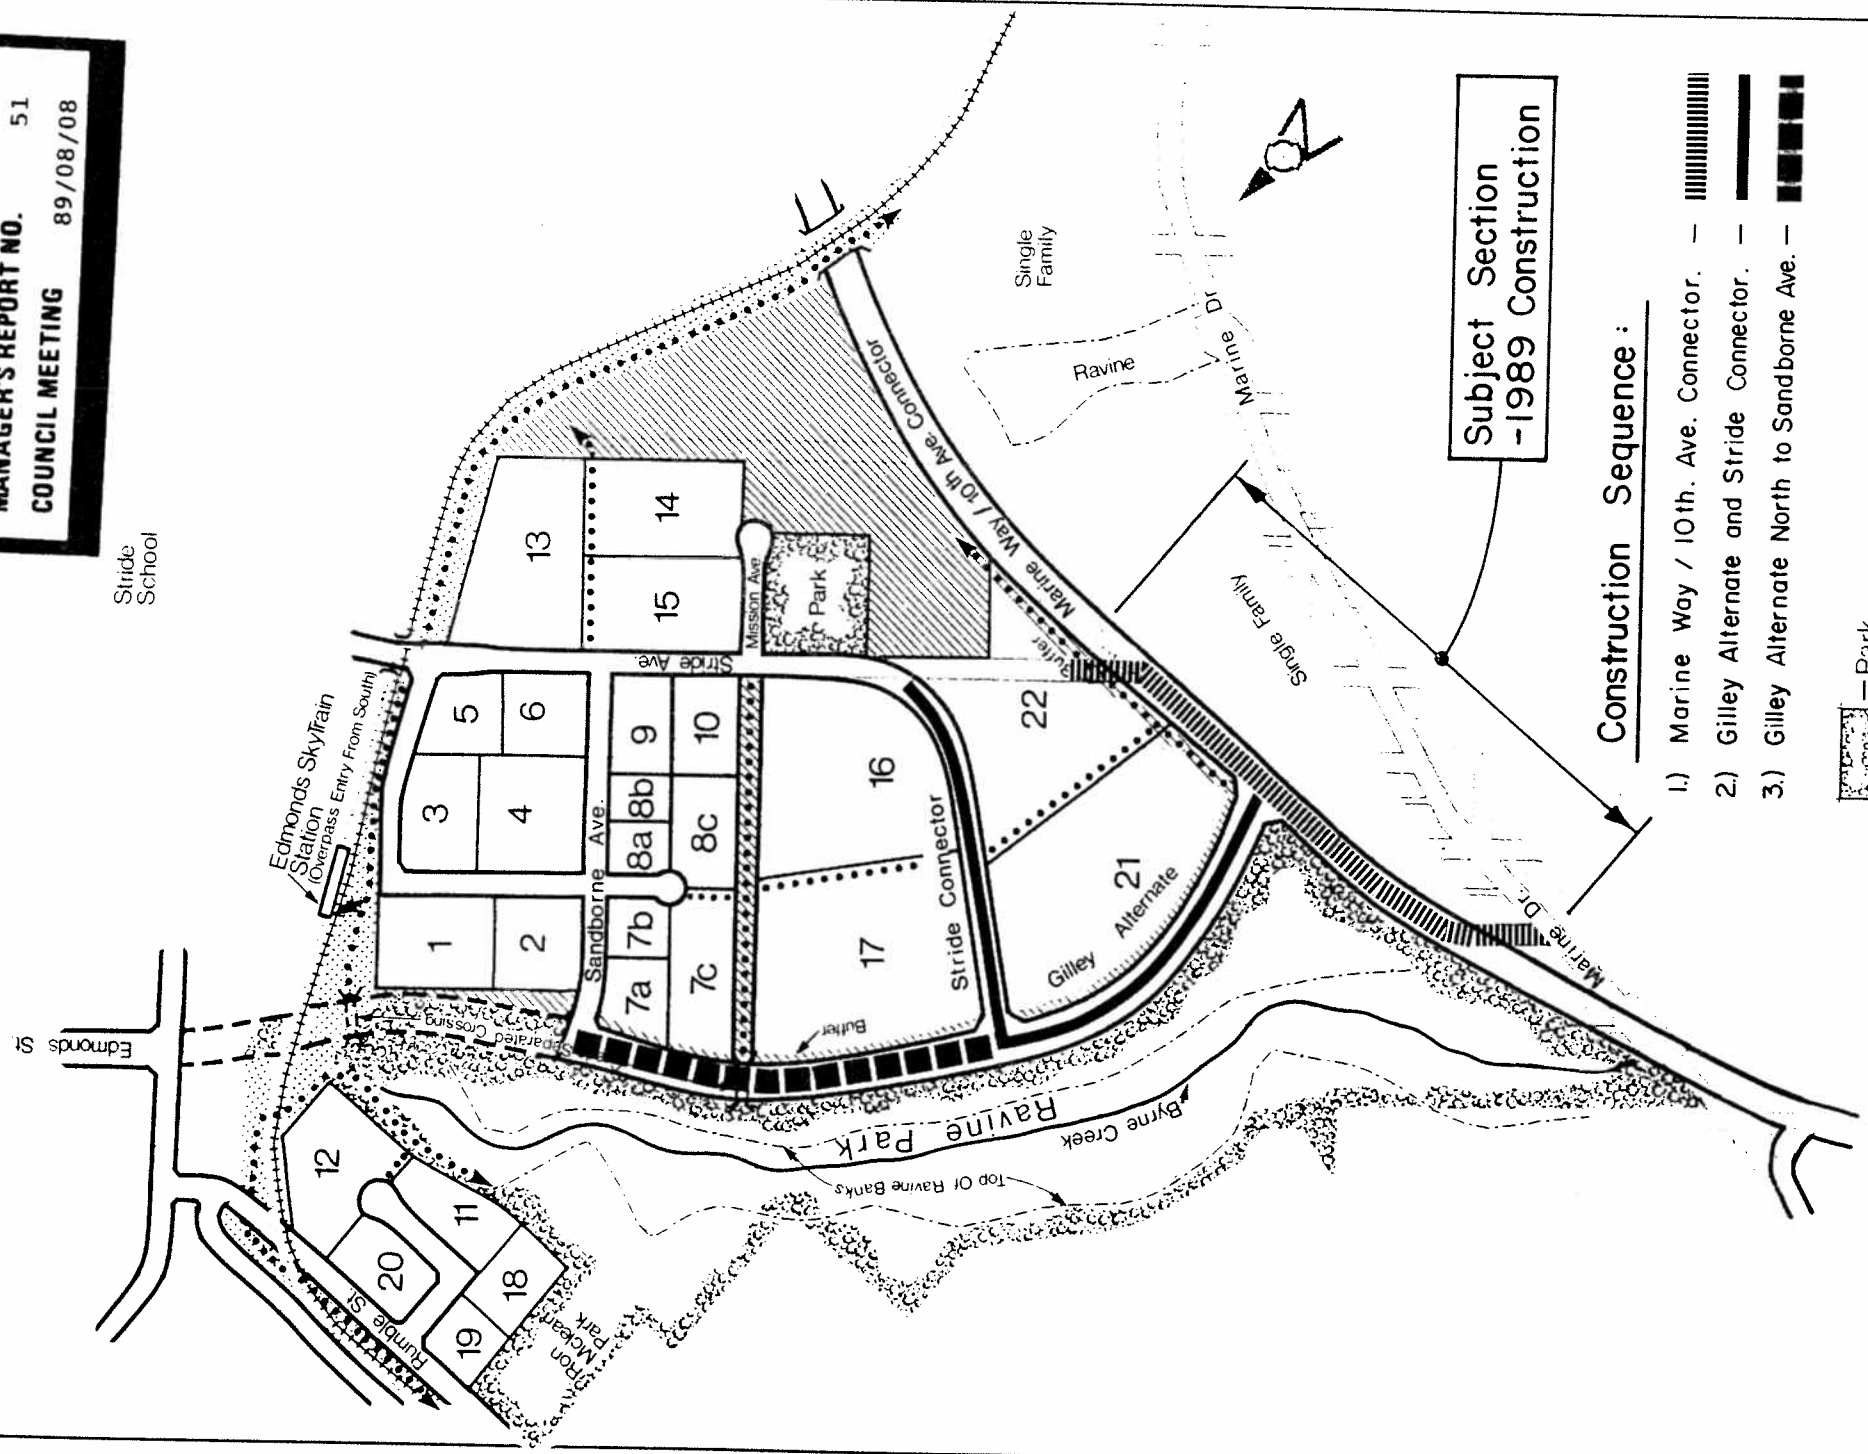 MANAGER'S REPORT NO. 51
COUNCIL MEETING 89/08/08
Stride
School
Edmonds SkyTrain
Station
(Overpass Entry From South)
Edmonds St
Separated Crossing
Sandborne Ave.
Stride Ave.
Mission Ave
Park
1
2
3
4
5
6
7a
7b
7c
8a
8b
8c
9
10
11
12
13
14
15
16
17
18
19
20
21
22
Rumble St
Ron
Mclean
Park
Top Of Ravine Banks
Ravine Park
Byrne Creek
Buffer
Stride Connector
Gilley Alternate
Buffer
Marine Way / 10th Ave. Connector
Single
Family
Ravine
Marine Dr
Single Family
Marine Dr
Subject Section
-1989 Construction
Construction Sequence :
1.) Marine Way / 10th. Ave. Connector. -
2.) Gilley Alternate and Stride Connector. -
3.) Gilley Alternate North to Sandborne Ave. -
- Park